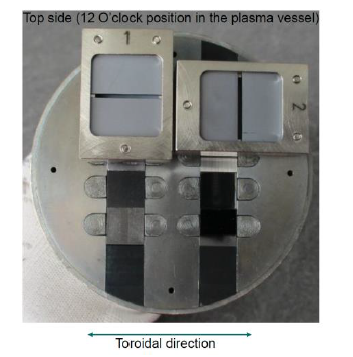 Top side (12 O'clock position in the plasma vessel)
1
2
Toroidal direction